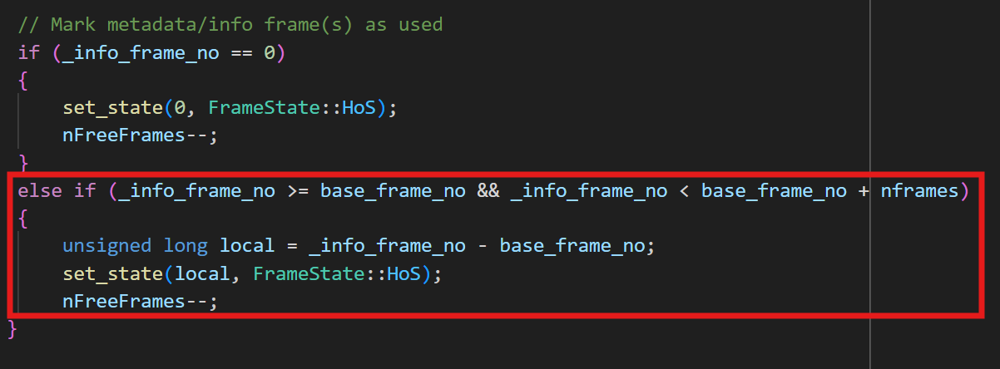 // Mark metadata/info frame(s) as used
if (_info_frame_no == 0)
{
set_state(0, FrameState::HoS);
nFreeFrames--;
}
else if (_info_frame_no >= base_frame_no && _info_frame_no < base_frame_no + nframes)
{
unsigned long local = _info_frame_no - base_frame_no;
set_state(local, FrameState::HoS);
nFreeFrames--;
}